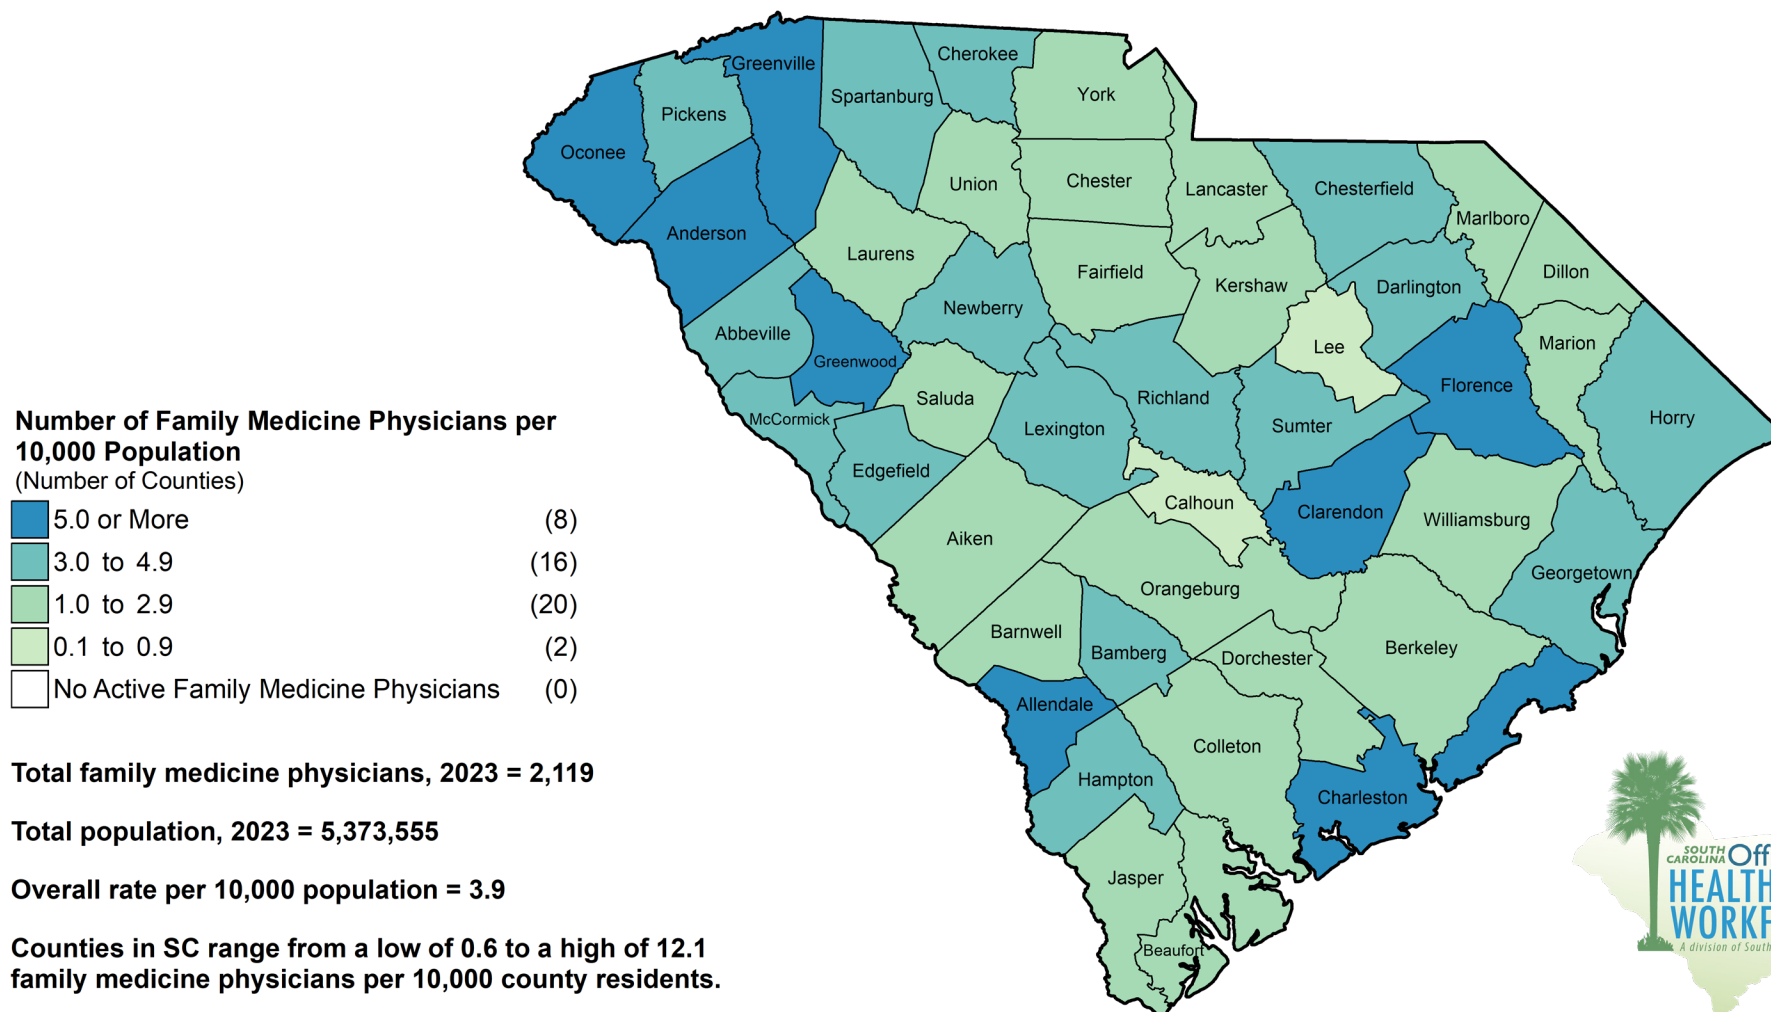 Greenville
Cherokee
Spartanburg
York
Pickens
Oconee
Union
Chester
Lancaster
Chesterfield
Marlboro
Anderson
Laurens
Fairfield
Kershaw
Darlington
Dillon
Newberry
Abbeville
Greenwood
Lee
Marion
Florence
Saluda
Richland
McCormick
Lexington
Sumter
Horry
Edgefield
Calhoun
Clarendon
Williamsburg
Aiken
Georgetown
Orangeburg
Barnwell
Bamberg
Dorchester
Berkeley
Allendale
Colleton
Hampton
Charleston
Jasper
Beaufort
Number of Family Medicine Physicians per
10,000 Population
(Number of Counties)
5.0 or More (8)
3.0 to 4.9 (16)
1.0 to 2.9 (20)
0.1 to 0.9 (2)
No Active Family Medicine Physicians (0)
Total family medicine physicians, 2023 = 2,119
Total population, 2023 = 5,373,555
Overall rate per 10,000 population = 3.9
Counties in SC range from a low of 0.6 to a high of 12.1
family medicine physicians per 10,000 county residents.
SOUTH
CAROLINA Off
HEALTH
WORKF
A division of South